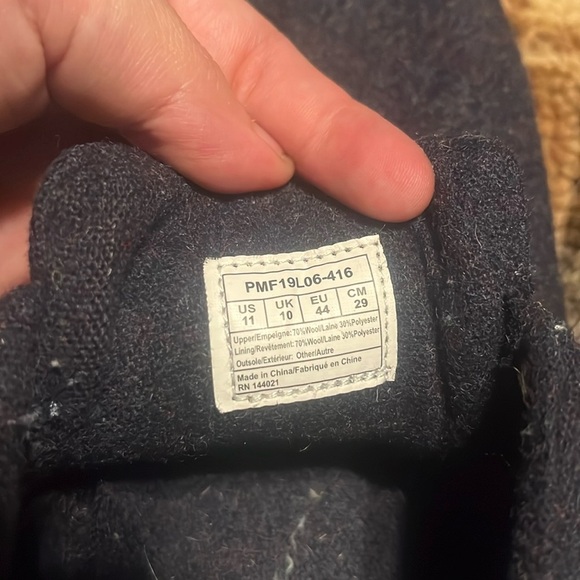 PMF19L06-416
US UK EU CM
11 10 44 29
Upper/Empeigne: 70%Wool/Laine 30%Polyester
Lining/Revêtement: 70%Wool/Laine 30%Polyester
Outsole/Extérieur: Other/Autre
Made in China/Fabriqué en Chine
RN 144021